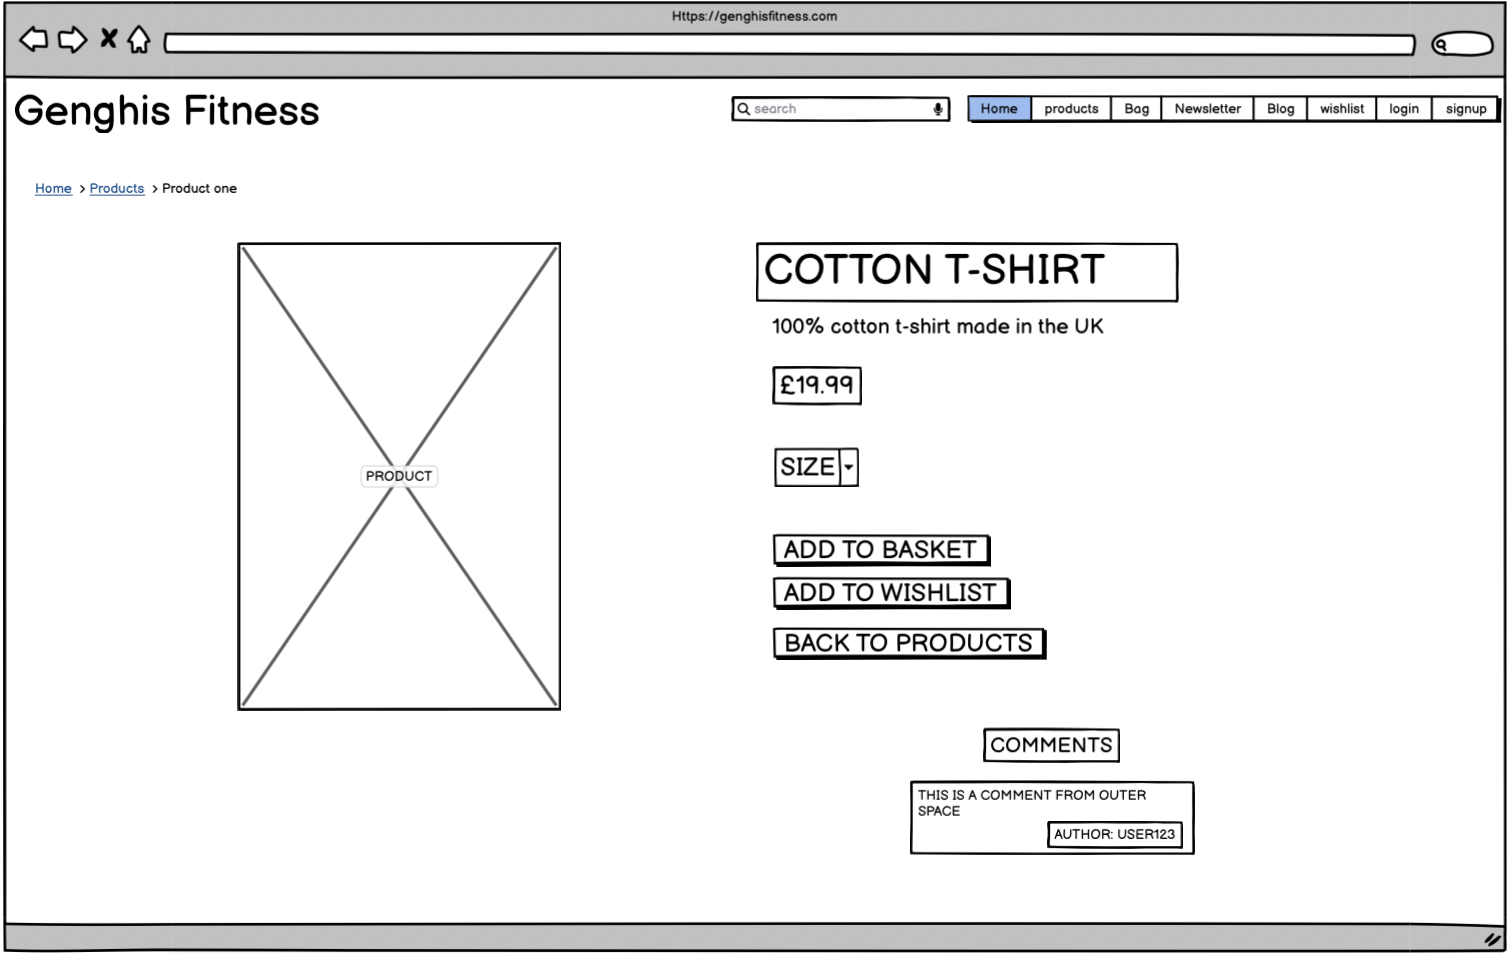 Https://genghisfitness.com
Genghis Fitness
search
Home products Bag Newsletter Blog wishlist login signup
Home > Products > Product one
PRODUCT
COTTON T-SHIRT
100% cotton t-shirt made in the UK
£19.99
SIZE
ADD TO BASKET
ADD TO WISHLIST
BACK TO PRODUCTS
COMMENTS
THIS IS A COMMENT FROM OUTER
SPACE
AUTHOR: USER123